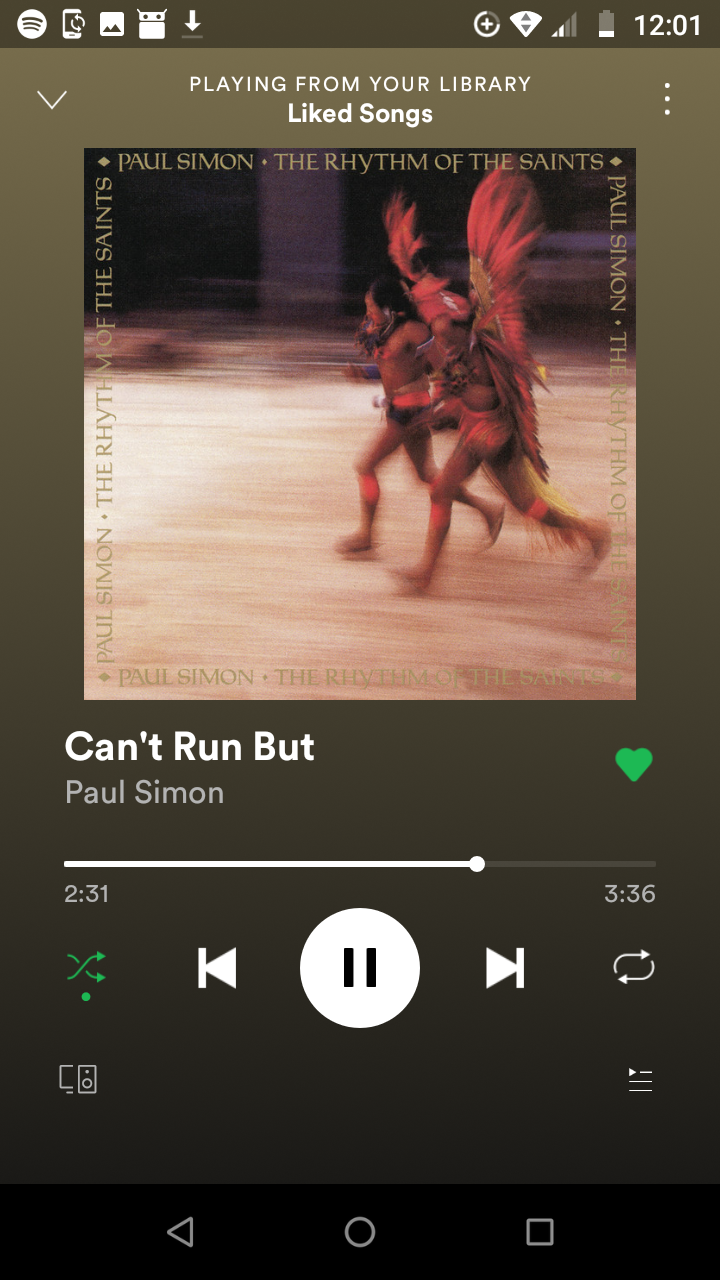 12:01
PLAYING FROM YOUR LIBRARY
Liked Songs
PAUL SIMON • THE RHYTHM OF THE SAINTS
PAUL SIMON • THE RHYTHM OF THE SAINTS
PAUL SIMON • THE RHYTHM OF THE SAINTS
PAUL SIMON • THE RHYTHM OF THE SAINTS
Can't Run But
Paul Simon
2:31
3:36